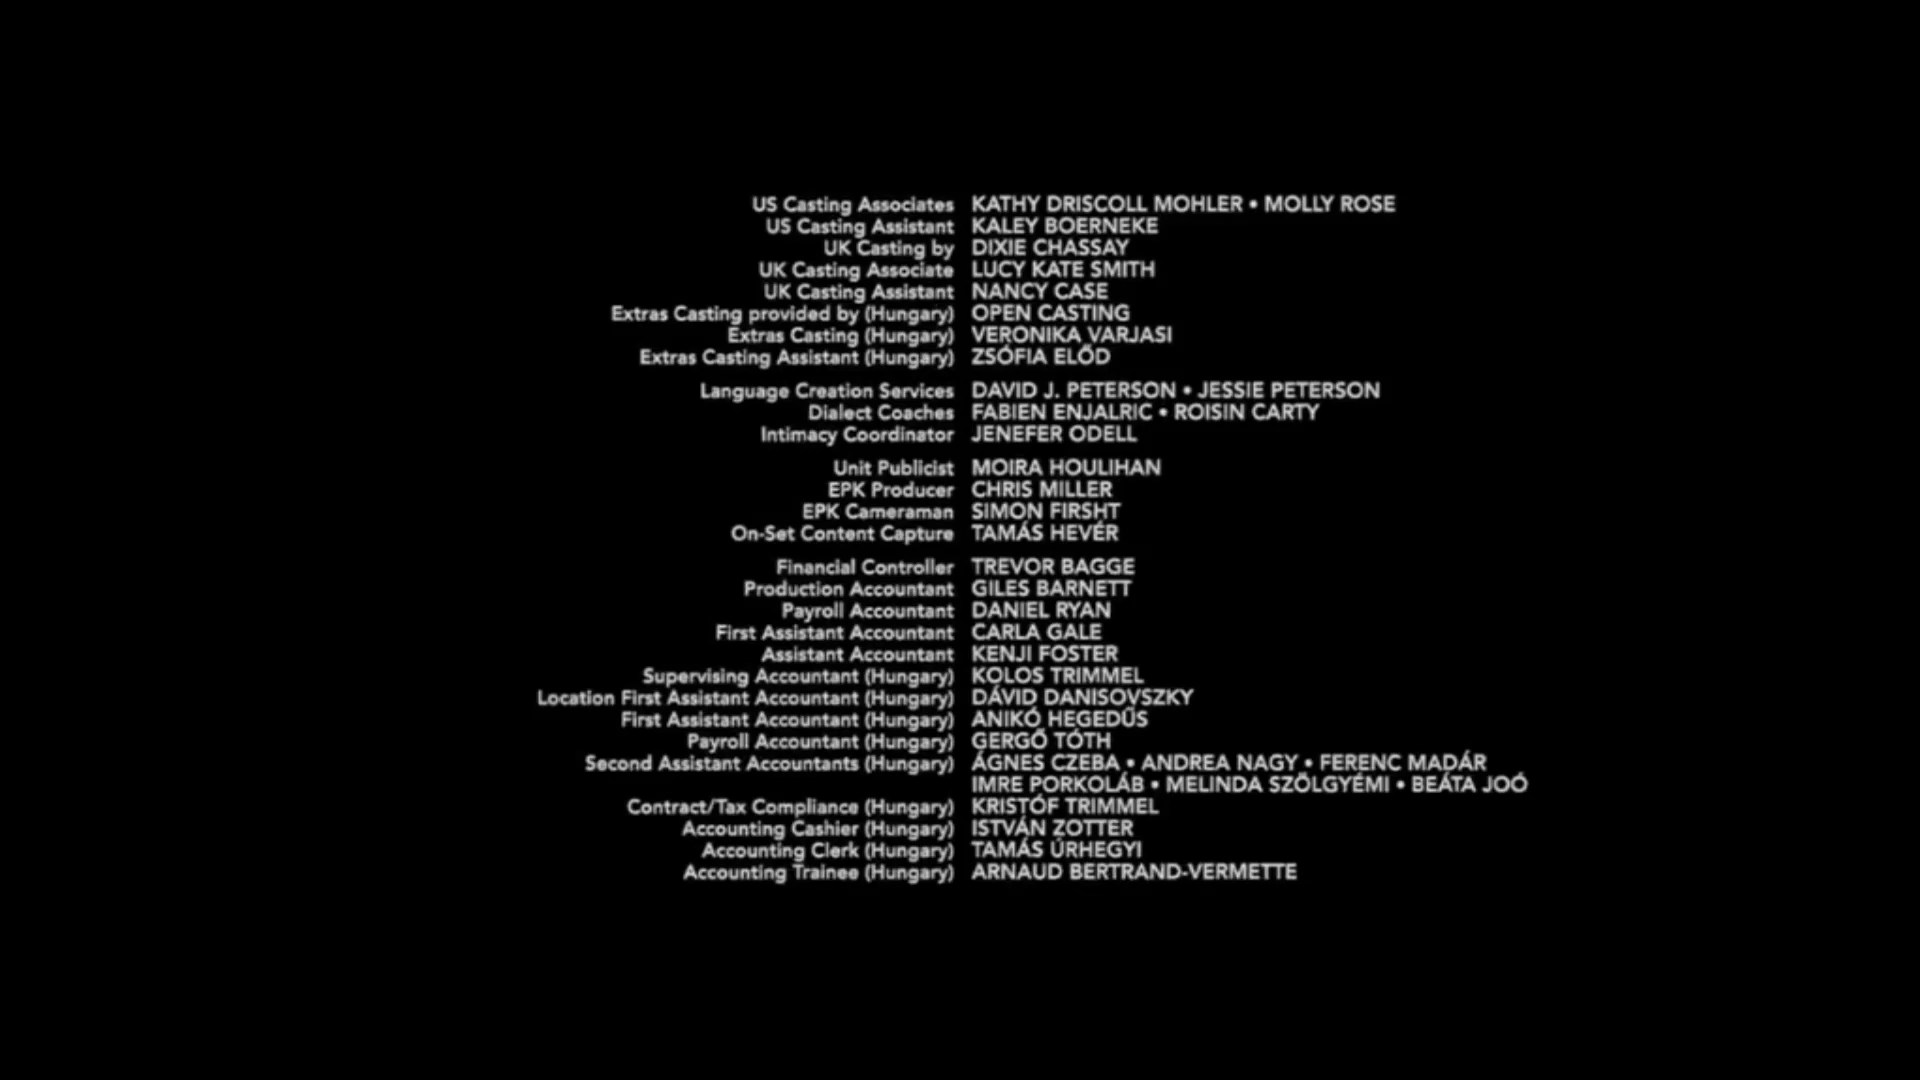 US Casting Associates KATHY DRISCOLL MOHLER • MOLLY ROSE
US Casting Assistant KALEY BOERNEKE
UK Casting by DIXIE CHASSAY
UK Casting Associate LUCY KATE SMITH
UK Casting Assistant NANCY CASE
Extras Casting provided by (Hungary) OPEN CASTING
Extras Casting (Hungary) VERONIKA VARJASI
Extras Casting Assistant (Hungary) ZSÓFIA ELŐD
Language Creation Services DAVID J. PETERSON • JESSIE PETERSON
Dialect Coaches FABIEN ENJALRIC • ROISIN CARTY
Intimacy Coordinator JENEFER ODELL
Unit Publicist MOIRA HOULIHAN
EPK Producer CHRIS MILLER
EPK Cameraman SIMON FIRSHT
On-Set Content Capture TAMÁS HEVÉR
Financial Controller TREVOR BAGGE
Production Accountant GILES BARNETT
Payroll Accountant DANIEL RYAN
First Assistant Accountant CARLA GALE
Assistant Accountant KENJI FOSTER
Supervising Accountant (Hungary) KOLOS TRIMMEL
Location First Assistant Accountant (Hungary) DÁVID DANISOVSZKY
First Assistant Accountant (Hungary) ANIKÓ HEGEDŰS
Payroll Accountant (Hungary) GERGŐ TÓTH
Second Assistant Accountants (Hungary) ÁGNES CZEBA • ANDREA NAGY • FERENC MADÁR
IMRE PORKOLÁB • MELINDA SZÖLGYÉMI • BEÁTA JOÓ
Contract/Tax Compliance (Hungary) KRISTÓF TRIMMEL
Accounting Cashier (Hungary) ISTVÁN ZOTTER
Accounting Clerk (Hungary) TAMÁS ÚRHEGYI
Accounting Trainee (Hungary) ARNAUD BERTRAND-VERMETTE